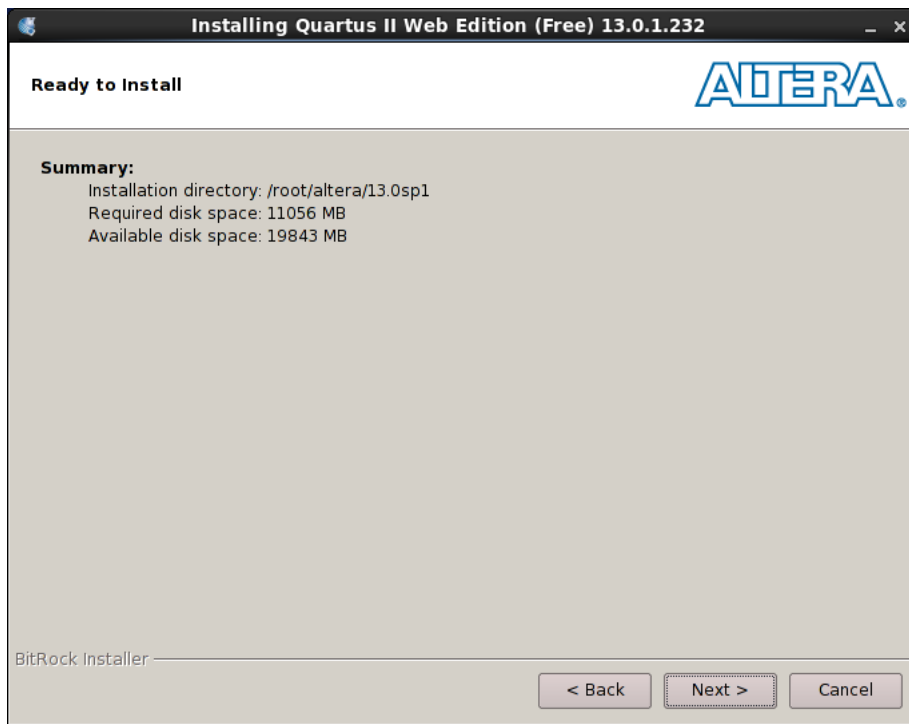 Installing Quartus II Web Edition (Free) 13.0.1.232
Ready to Install
ALTERA®
Summary:
Installation directory: /root/altera/13.0sp1
Required disk space: 11056 MB
Available disk space: 19843 MB
BitRock Installer
< Back
Next >
Cancel